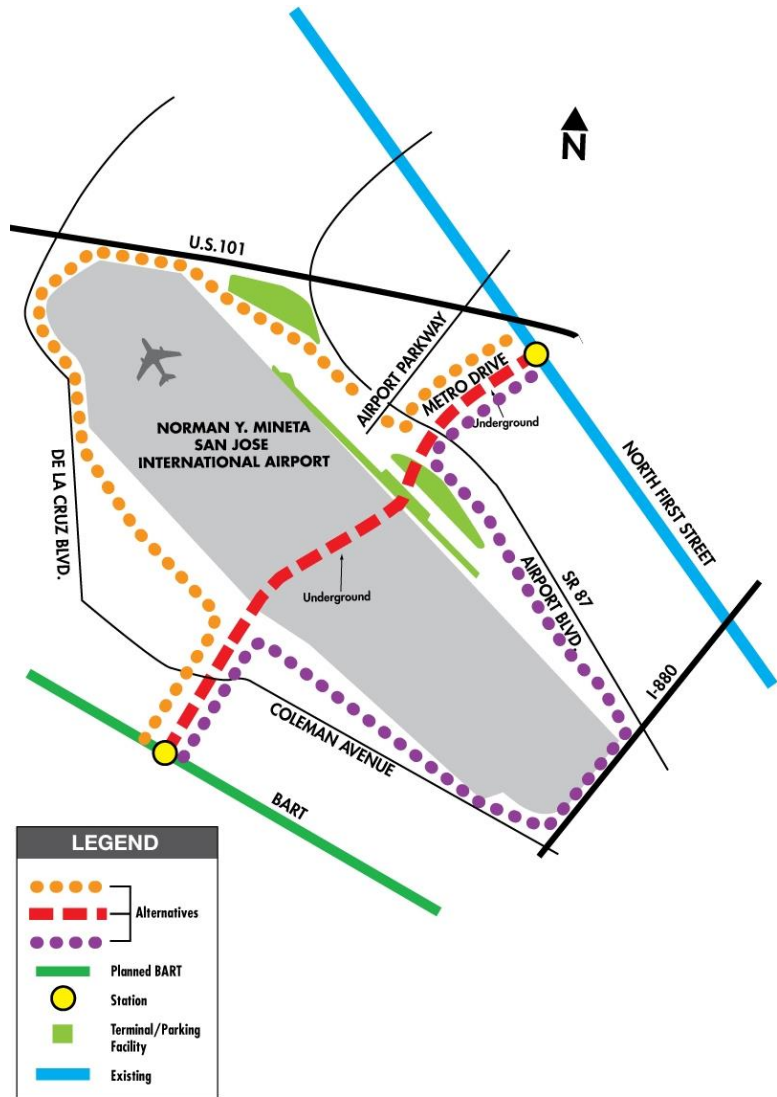 N
U.S.101
AIRPORT PARKWAY
METRO DRIVE
Underground
NORMAN Y. MINETA
SAN JOSE
INTERNATIONAL AIRPORT
DE LA CRUZ BLVD.
NORTH FIRST STREET
SR 87
AIRPORT BLVD.
Underground
I-880
COLEMAN AVENUE
BART
LEGEND
Alternatives
Planned BART
Station
Terminal/Parking
Facility
Existing